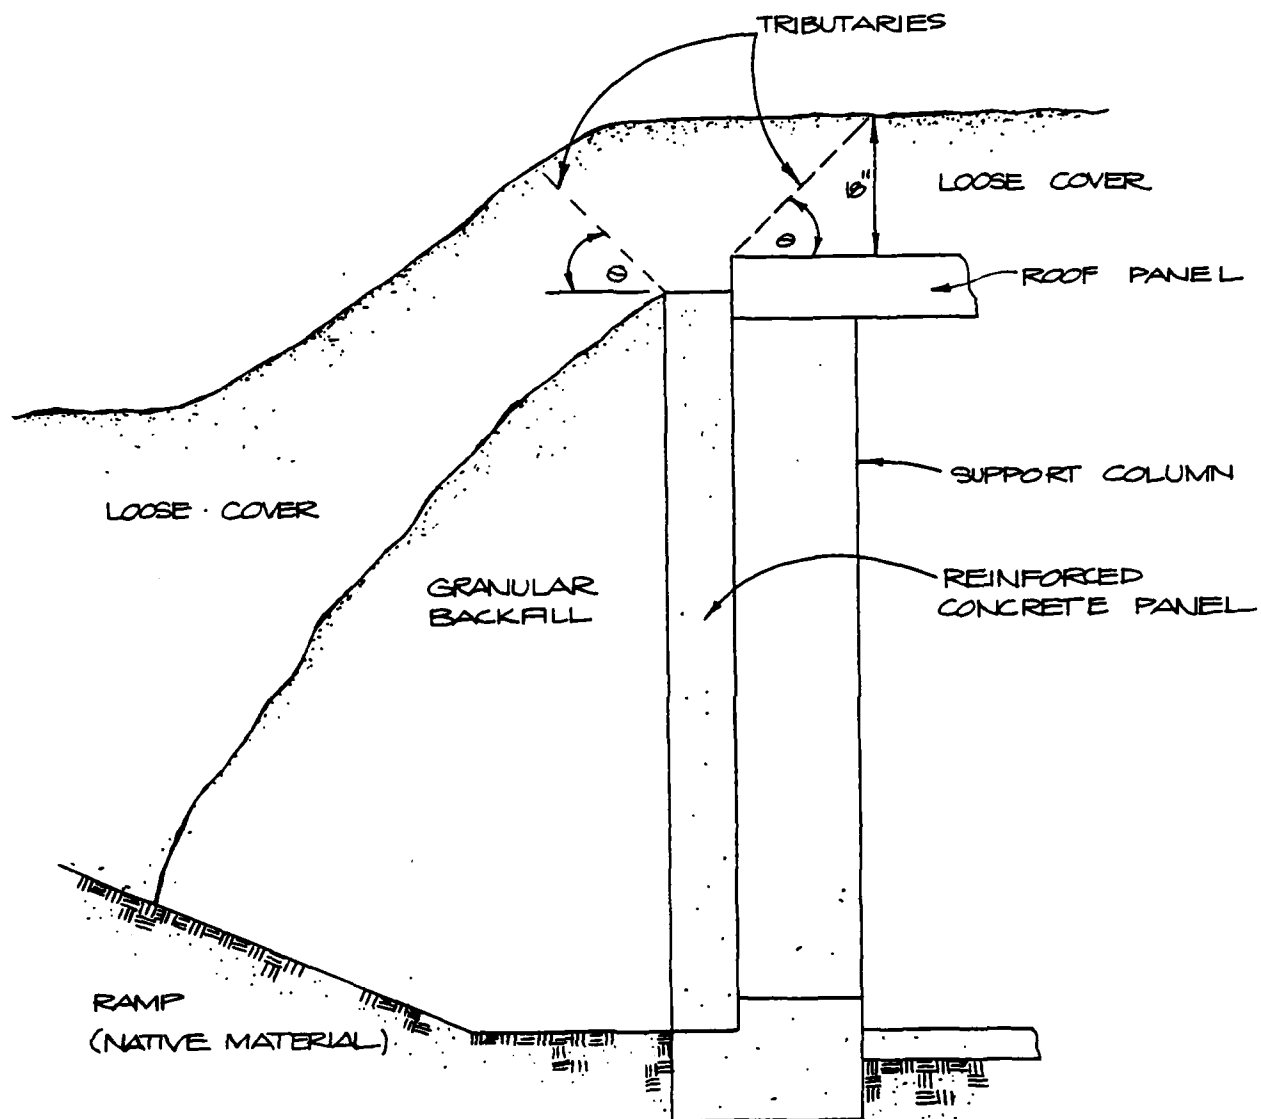 TRIBUTARIES
18"
LOOSE COVER
θ
θ
ROOF PANEL
SUPPORT COLUMN
LOOSE · COVER
GRANULAR
BACKFILL
REINFORCED
CONCRETE PANEL
RAMP
(NATIVE MATERIAL)